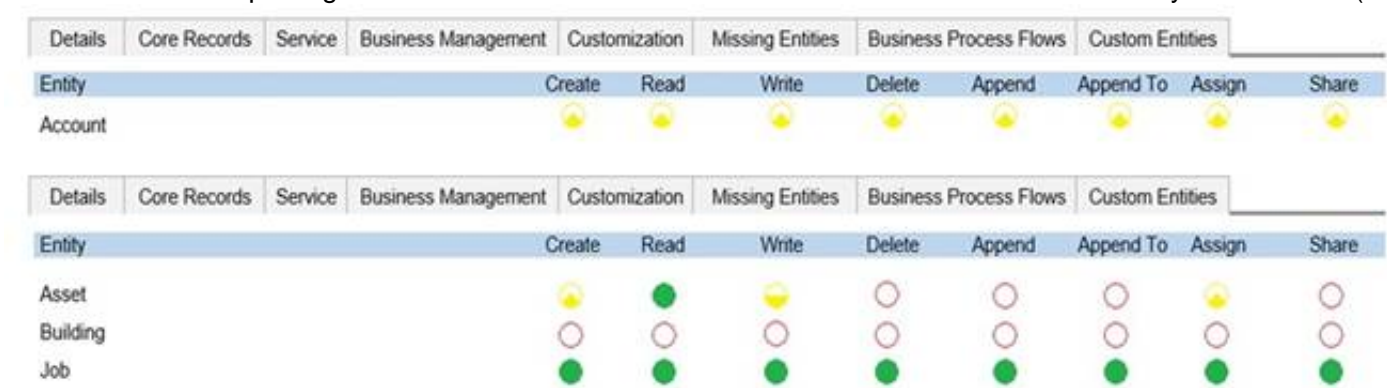 Details Core Records Service Business Management Customization Missing Entities Business Process Flows Custom Entities
Entity Create Read Write Delete Append Append To Assign Share
Account
Details Core Records Service Business Management Customization Missing Entities Business Process Flows Custom Entities
Entity Create Read Write Delete Append Append To Assign Share
Asset
Building
Job